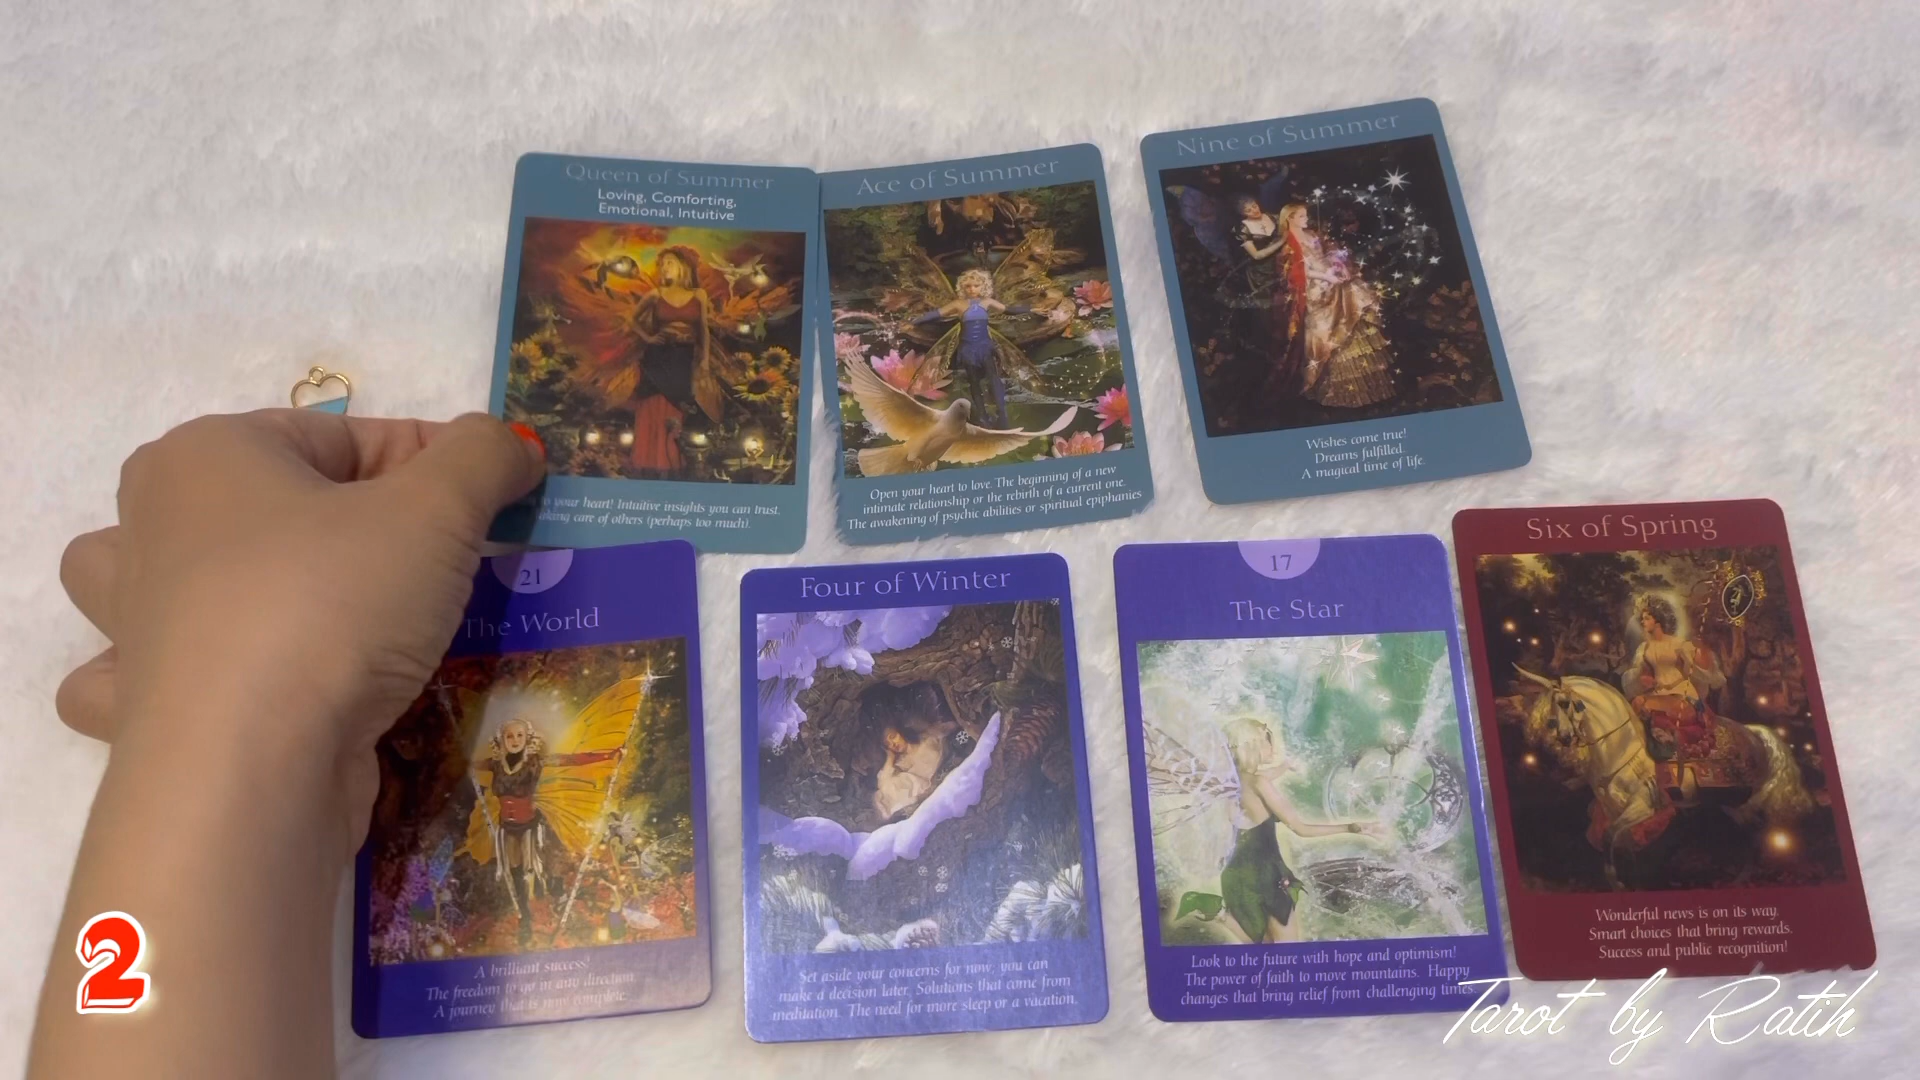 Queen of Summer
Loving, Comforting,
Emotional, Intuitive
to your heart! Intuitive insights you can trust.
taking care of others (perhaps too much).
Ace of Summer
Open your heart to love. The beginning of a new
intimate relationship or the rebirth of a current one.
The awakening of psychic abilities or spiritual epiphanies
Nine of Summer
Wishes come true!
Dreams fulfilled.
A magical time of life.
21
The World
A brilliant success!
The freedom to go in any direction.
A journey that is now complete.
Four of Winter
Set aside your concerns for now; you can
make a decision later. Solutions that come from
meditation. The need for more sleep or a vacation.
17
The Star
Look to the future with hope and optimism!
The power of faith to move mountains. Happy
changes that bring relief from challenging times.
Six of Spring
Wonderful news is on its way.
Smart choices that bring rewards.
Success and public recognition!
2
Tarot by Ratih